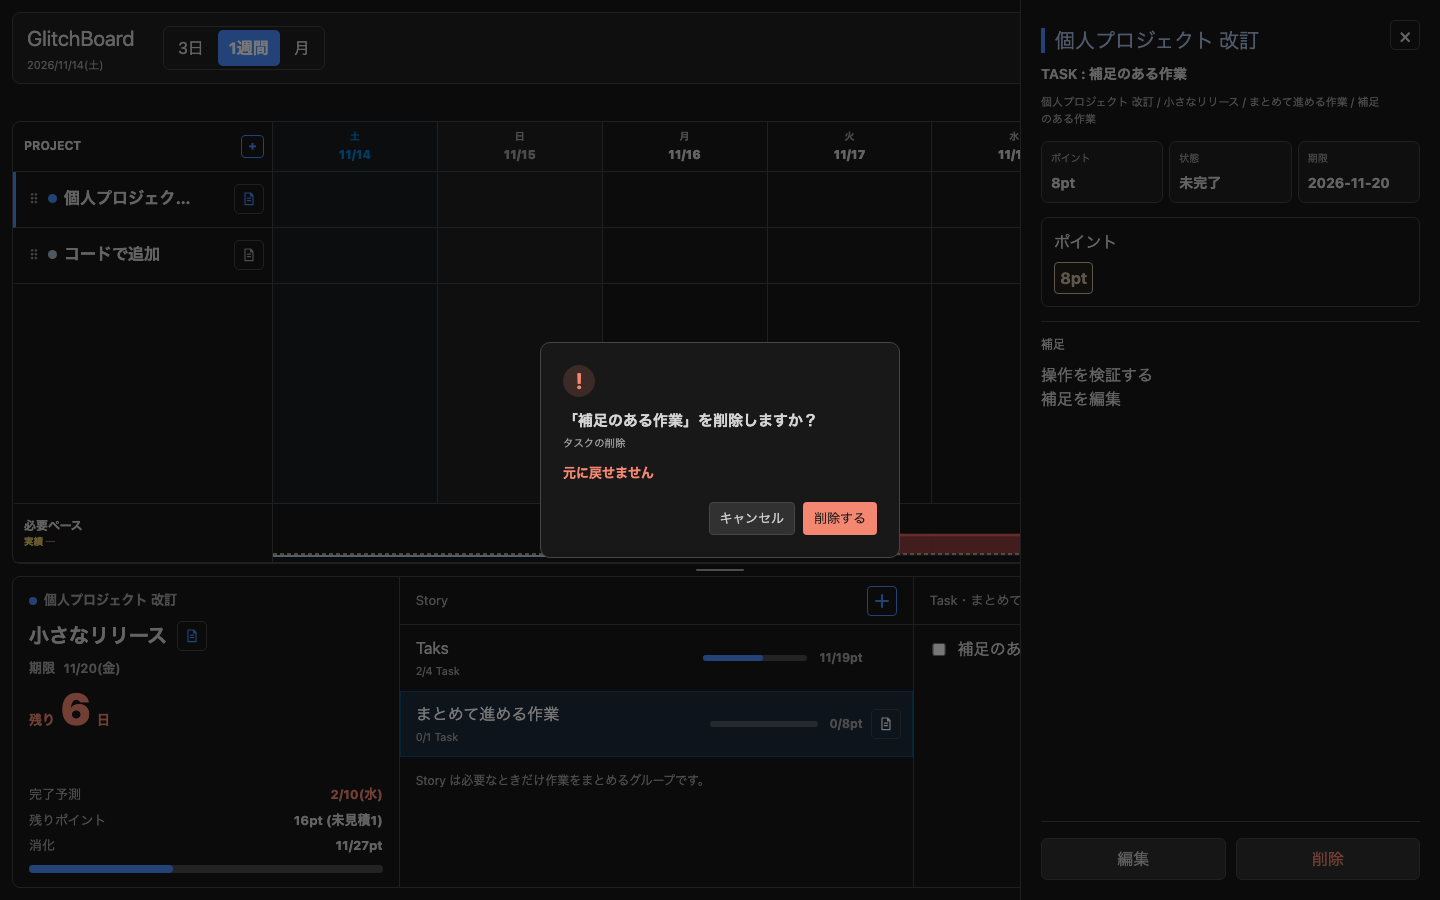 GlitchBoard
2026/11/14(土)
3日 1週間 月
PROJECT
+
土
11/14
日
11/15
月
11/16
火
11/17
水
個人プロジェク...
コードで追加
必要ペース
実績 —
!
「補足のある作業」を削除しますか？
タスクの削除
元に戻せません
キャンセル 削除する
個人プロジェクト 改訂
小さなリリース
期限 11/20(金)
残り 6 日
完了予測 2/10(水)
残りポイント 16pt (未見積1)
消化 11/27pt
Story
+
Taks
2/4 Task
11/19pt
まとめて進める作業
0/1 Task
0/8pt
Story は必要なときだけ作業をまとめるグループです。
Task・まとめて
補足のあ
個人プロジェクト 改訂
×
TASK : 補足のある作業
個人プロジェクト 改訂 / 小さなリリース / まとめて進める作業 / 補足
のある作業
ポイント
8pt
状態
未完了
期限
2026-11-20
ポイント
8pt
補足
操作を検証する
補足を編集
編集 削除